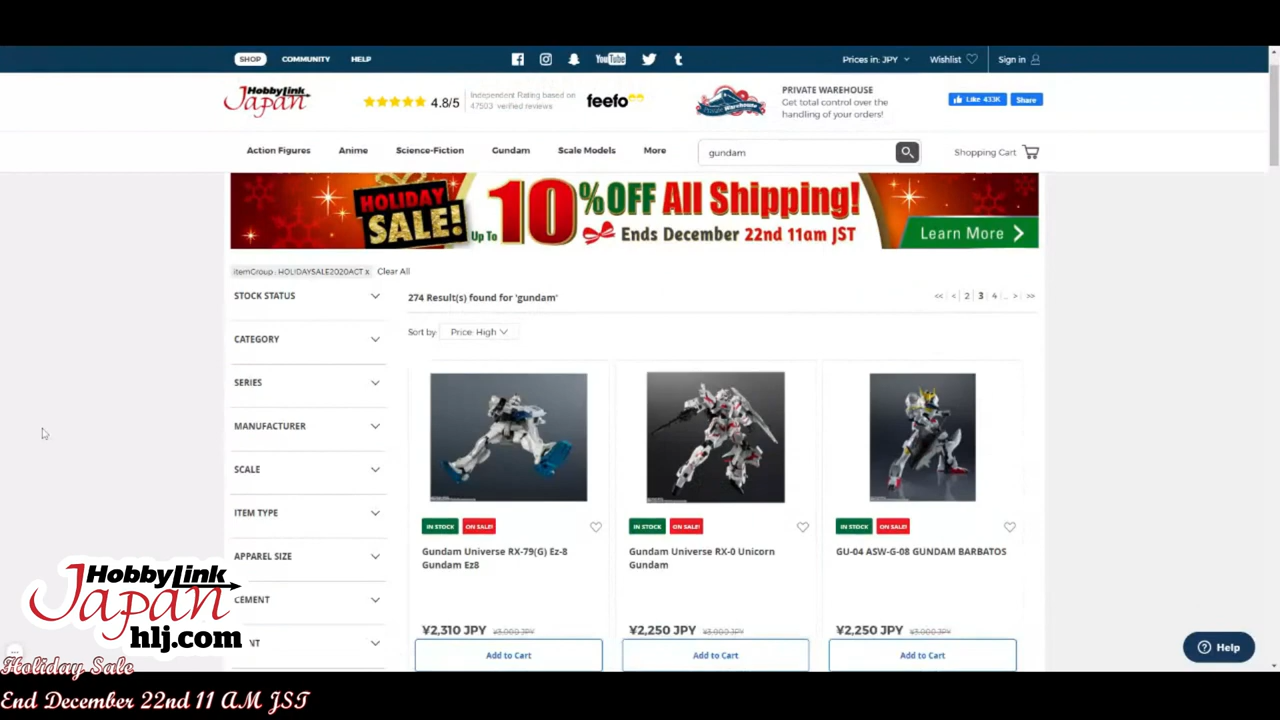 SHOP COMMUNITY HELP YouTube Prices in: JPY Wishlist Sign in
HobbyLink Japan
4.8/5
Independent Rating based on
47503 verified reviews
feefo
Private Warehouse
PRIVATE WAREHOUSE
Get total control over the
handling of your orders!
Like 433K Share
Action Figures Anime Science-Fiction Gundam Scale Models More
gundam
Shopping Cart
HOLIDAY
SALE!
Up To 10% OFF All Shipping!
Ends December 22nd 11am JST
Learn More
itemGroup : HOLIDAYSALE2020ACT x Clear All
STOCK STATUS
CATEGORY
SERIES
MANUFACTURER
SCALE
ITEM TYPE
APPAREL SIZE
CEMENT
NT
274 Result(s) found for 'gundam'
<< < 2 3 4 .. > >>
Sort by: Price: High
IN STOCK ON SALE!
Gundam Universe RX-79(G) Ez-8
Gundam Ez8
¥2,310 JPY ¥3,000 JPY
Add to Cart
IN STOCK ON SALE!
Gundam Universe RX-0 Unicorn
Gundam
¥2,250 JPY ¥3,000 JPY
Add to Cart
IN STOCK ON SALE!
GU-04 ASW-G-08 GUNDAM BARBATOS
¥2,250 JPY ¥3,000 JPY
Add to Cart
Help
HobbyLink
Japan
hlj.com
Holiday Sale
End December 22nd 11 AM JST